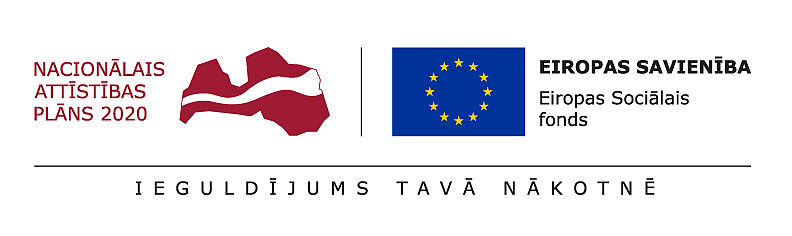 NACIONĀLAIS
ATTĪSTĪBAS
PLĀNS 2020
EIROPAS SAVIENĪBA
Eiropas Sociālais
fonds
IEGULDĪJUMS TAVĀ NĀKOTNĒ